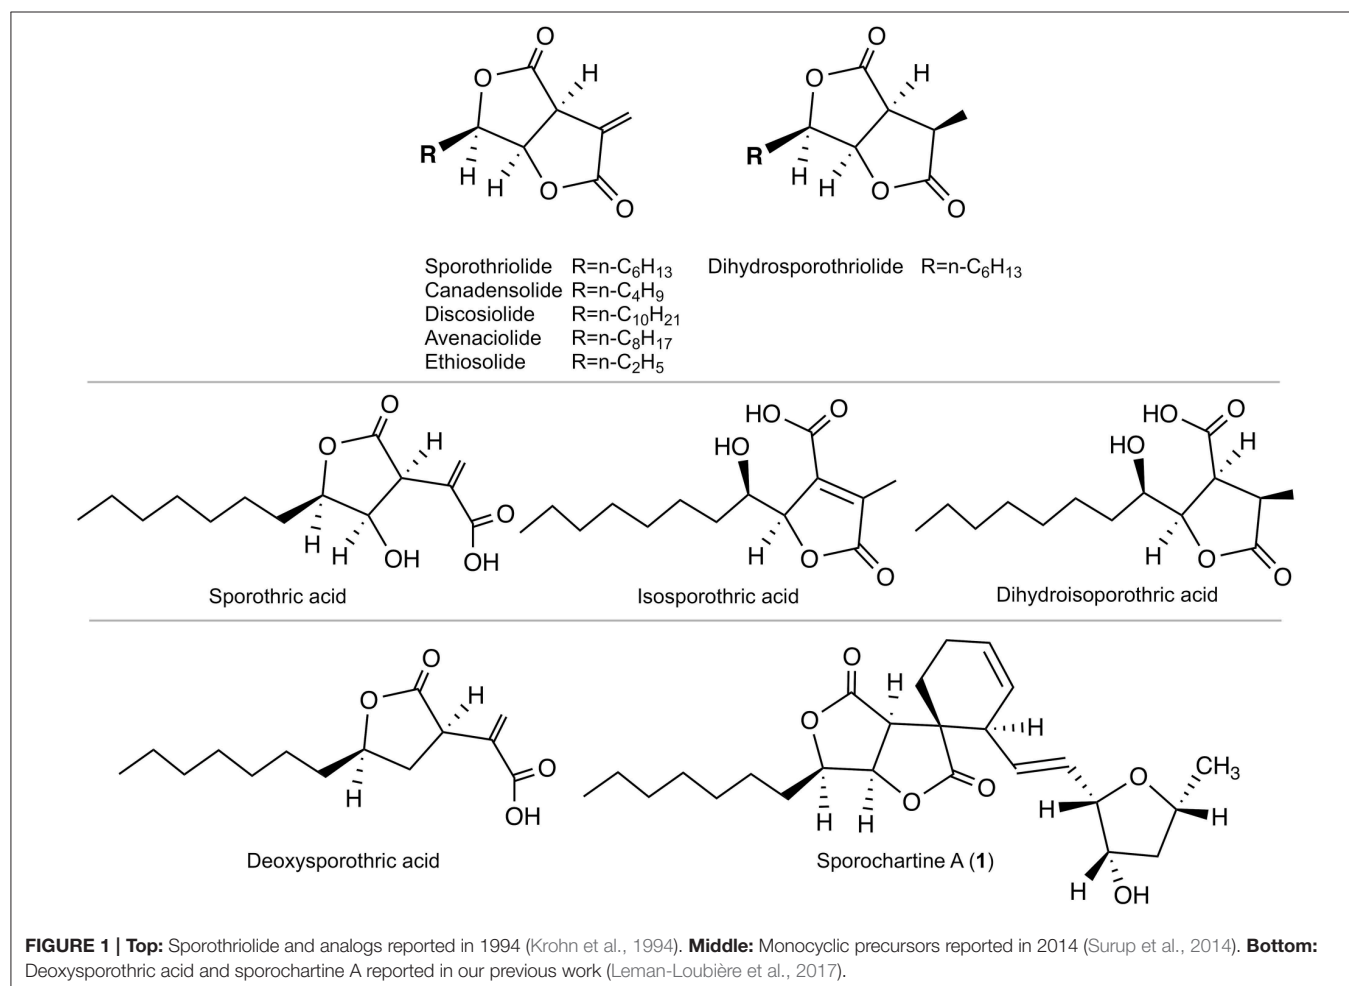 O
O
H
R
H
H
O
O
O
O
H
R
H
H
O
O
Sporothriolide R=n-C₆H₁₃
Canadensolide R=n-C₄H₉
Discosiolide R=n-C₁₀H₂₁
Avenaciolide R=n-C₈H₁₇
Ethiosolide R=n-C₂H₅
Dihydrosporothriolide R=n-C₆H₁₃
O
O
H
H
H
OH
O
OH
Sporothric acid
HO
O
HO
H
O
O
Isosporothric acid
HO
O
HO
H
H
O
O
Dihydroisoporothric acid
O
O
H
H
O
OH
Deoxysporothric acid
O
H
O
H
H
H
O
O
O
CH₃
H
H
H
OH
Sporochartine A (1)
FIGURE 1 | Top: Sporothriolide and analogs reported in 1994 (Krohn et al., 1994). Middle: Monocyclic precursors reported in 2014 (Surup et al., 2014). Bottom:
Deoxysporothric acid and sporochartine A reported in our previous work (Leman-Loubière et al., 2017).